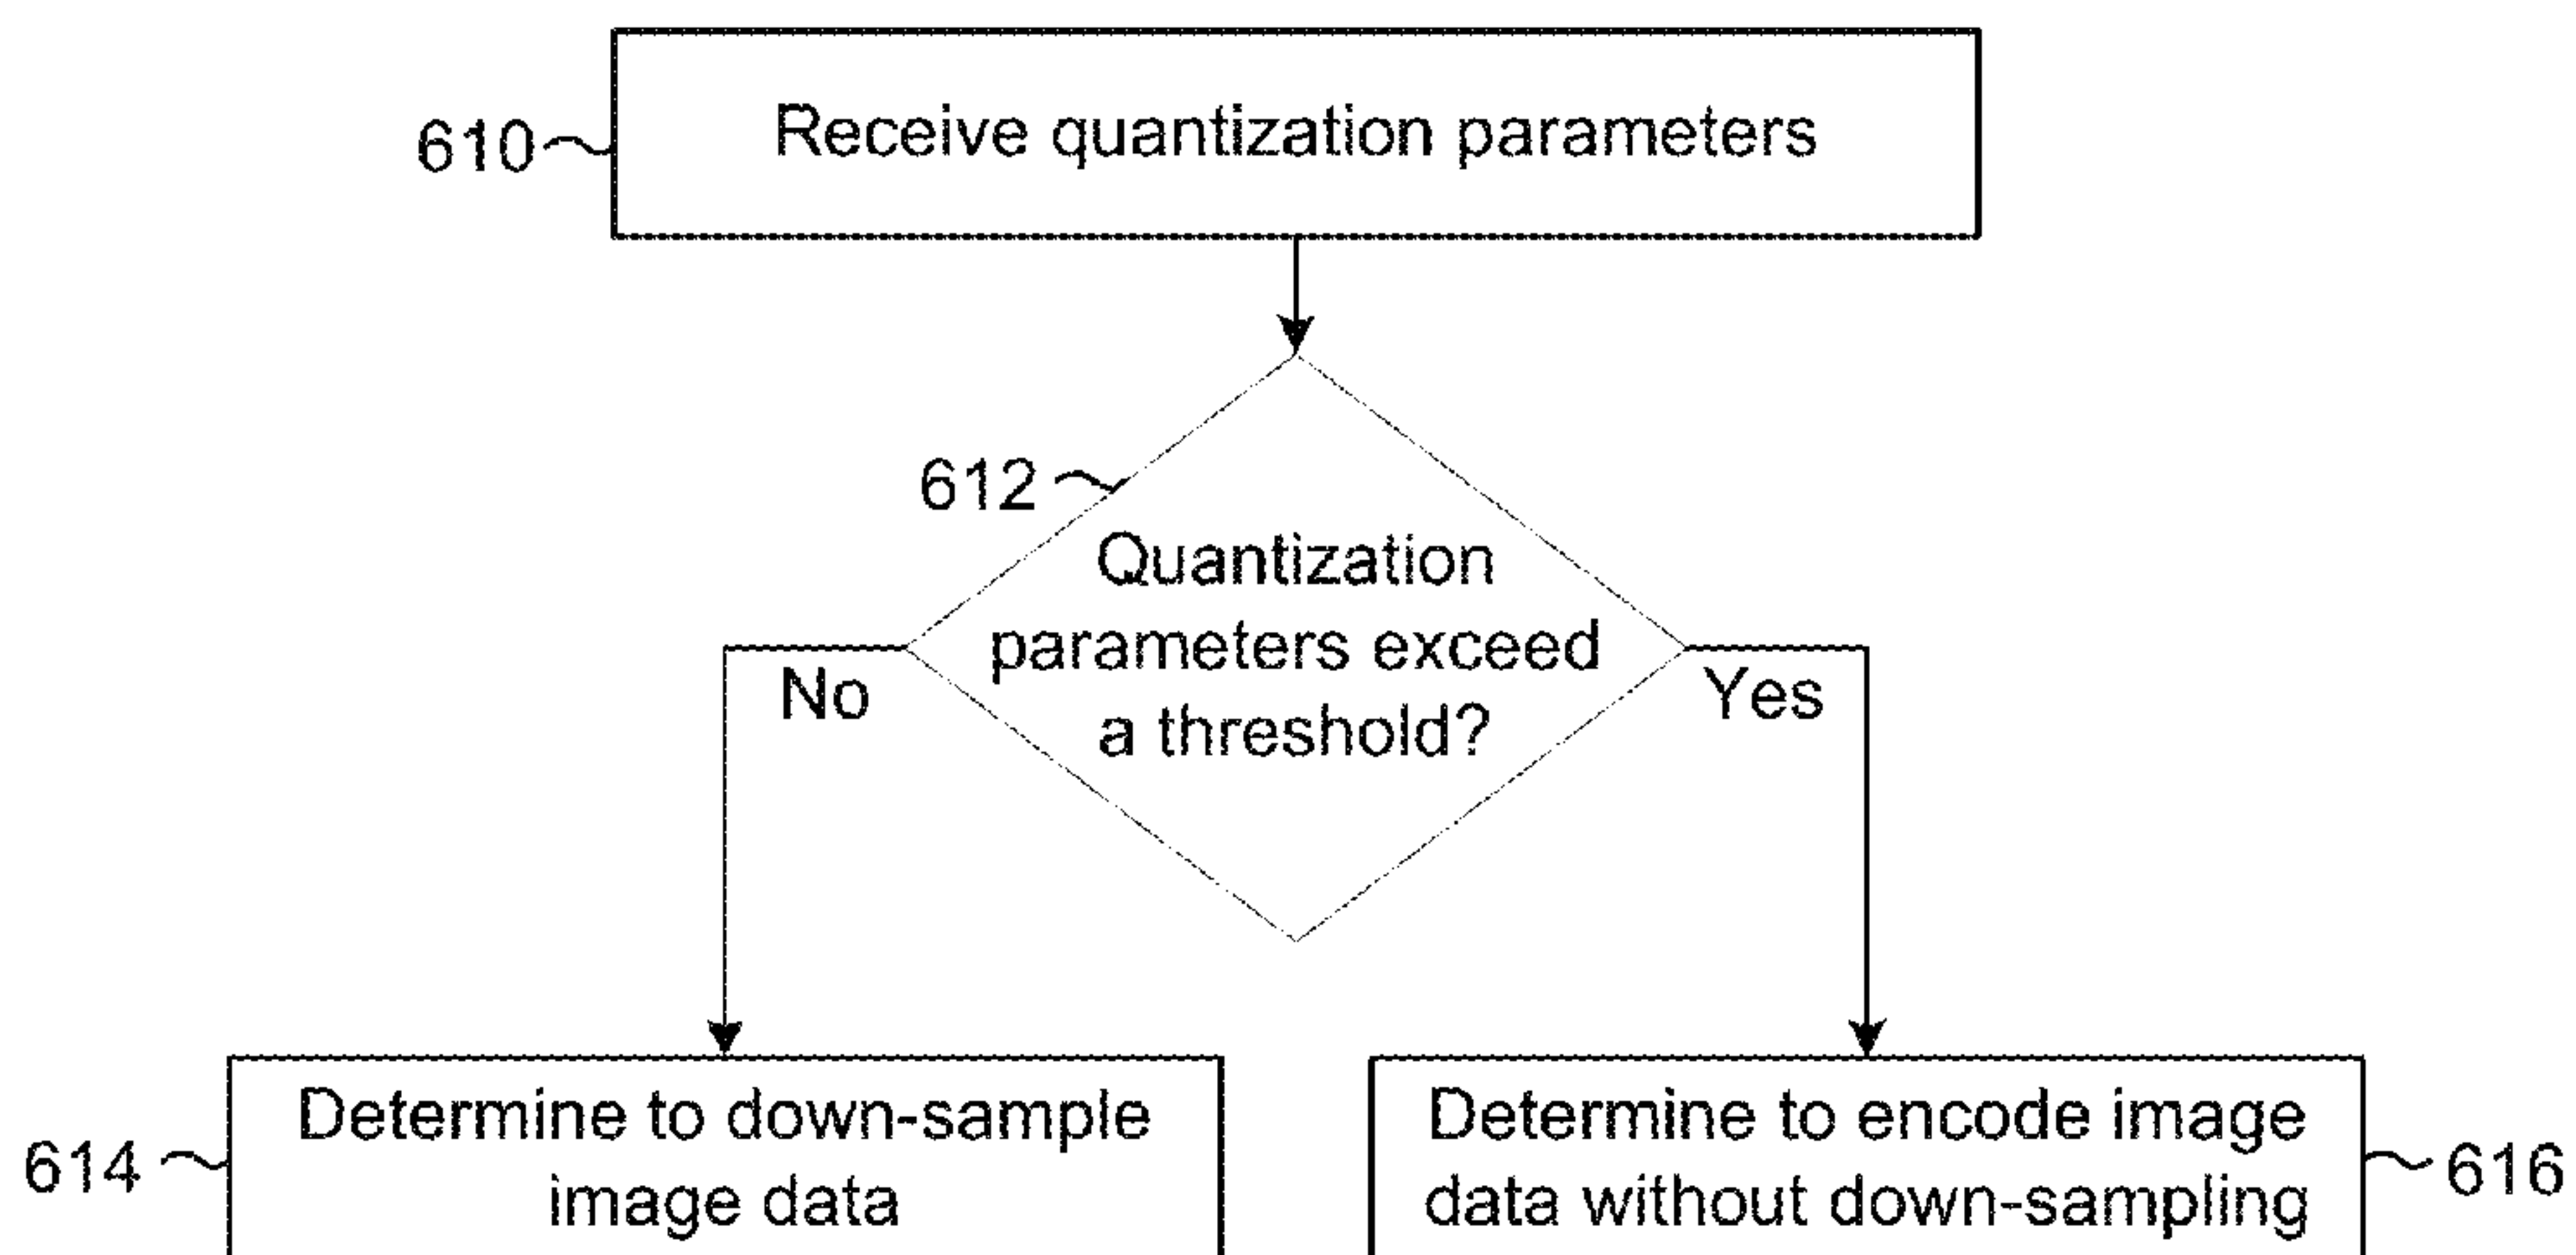 610
Receive quantization parameters
612
Quantization
parameters exceed
a threshold?
No
Yes
614
Determine to down-sample
image data
Determine to encode image
data without down-sampling
616